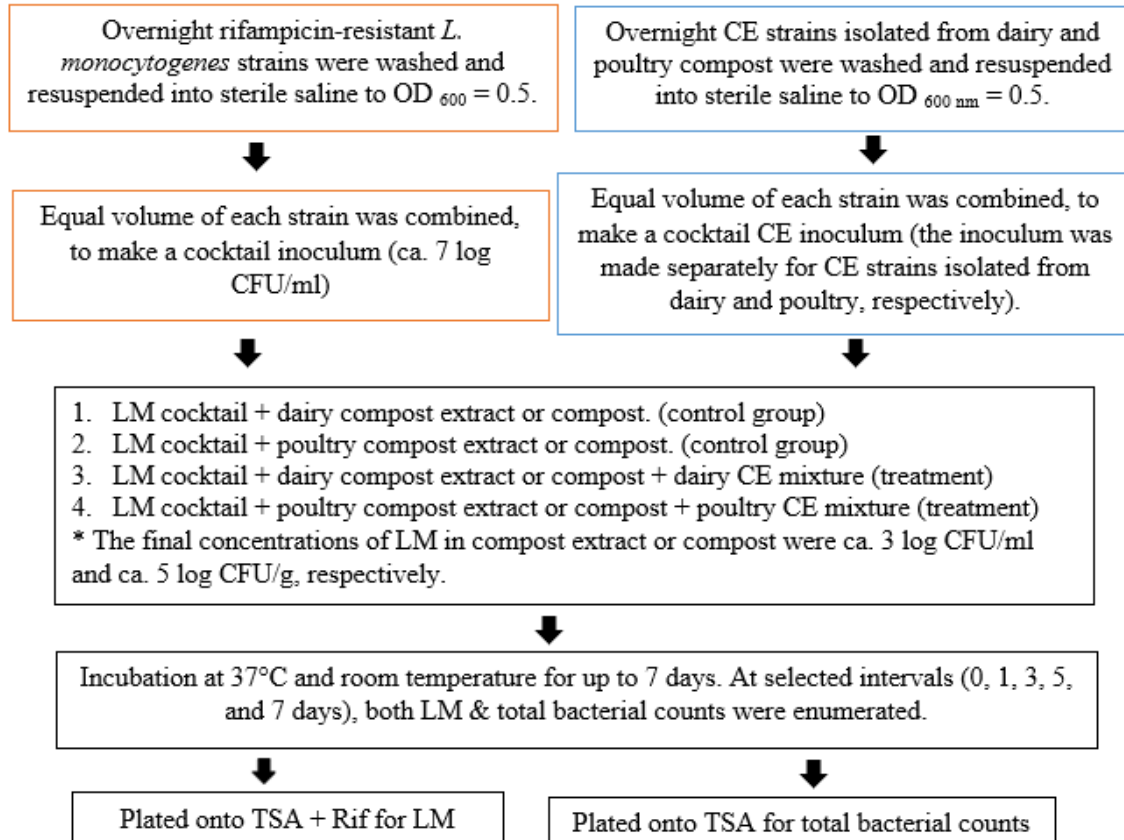 Overnight rifampicin-resistant L.
monocytogenes strains were washed and
resuspended into sterile saline to OD 600 = 0.5.
Overnight CE strains isolated from dairy and
poultry compost were washed and resuspended
into sterile saline to OD 600 nm = 0.5.
Equal volume of each strain was combined,
to make a cocktail inoculum (ca. 7 log
CFU/ml)
Equal volume of each strain was combined, to
make a cocktail CE inoculum (the inoculum was
made separately for CE strains isolated from
dairy and poultry, respectively).
1. LM cocktail + dairy compost extract or compost. (control group)
2. LM cocktail + poultry compost extract or compost. (control group)
3. LM cocktail + dairy compost extract or compost + dairy CE mixture (treatment)
4. LM cocktail + poultry compost extract or compost + poultry CE mixture (treatment)
* The final concentrations of LM in compost extract or compost were ca. 3 log CFU/ml
and ca. 5 log CFU/g, respectively.
Incubation at 37°C and room temperature for up to 7 days. At selected intervals (0, 1, 3, 5,
and 7 days), both LM & total bacterial counts were enumerated.
Plated onto TSA + Rif for LM
Plated onto TSA for total bacterial counts